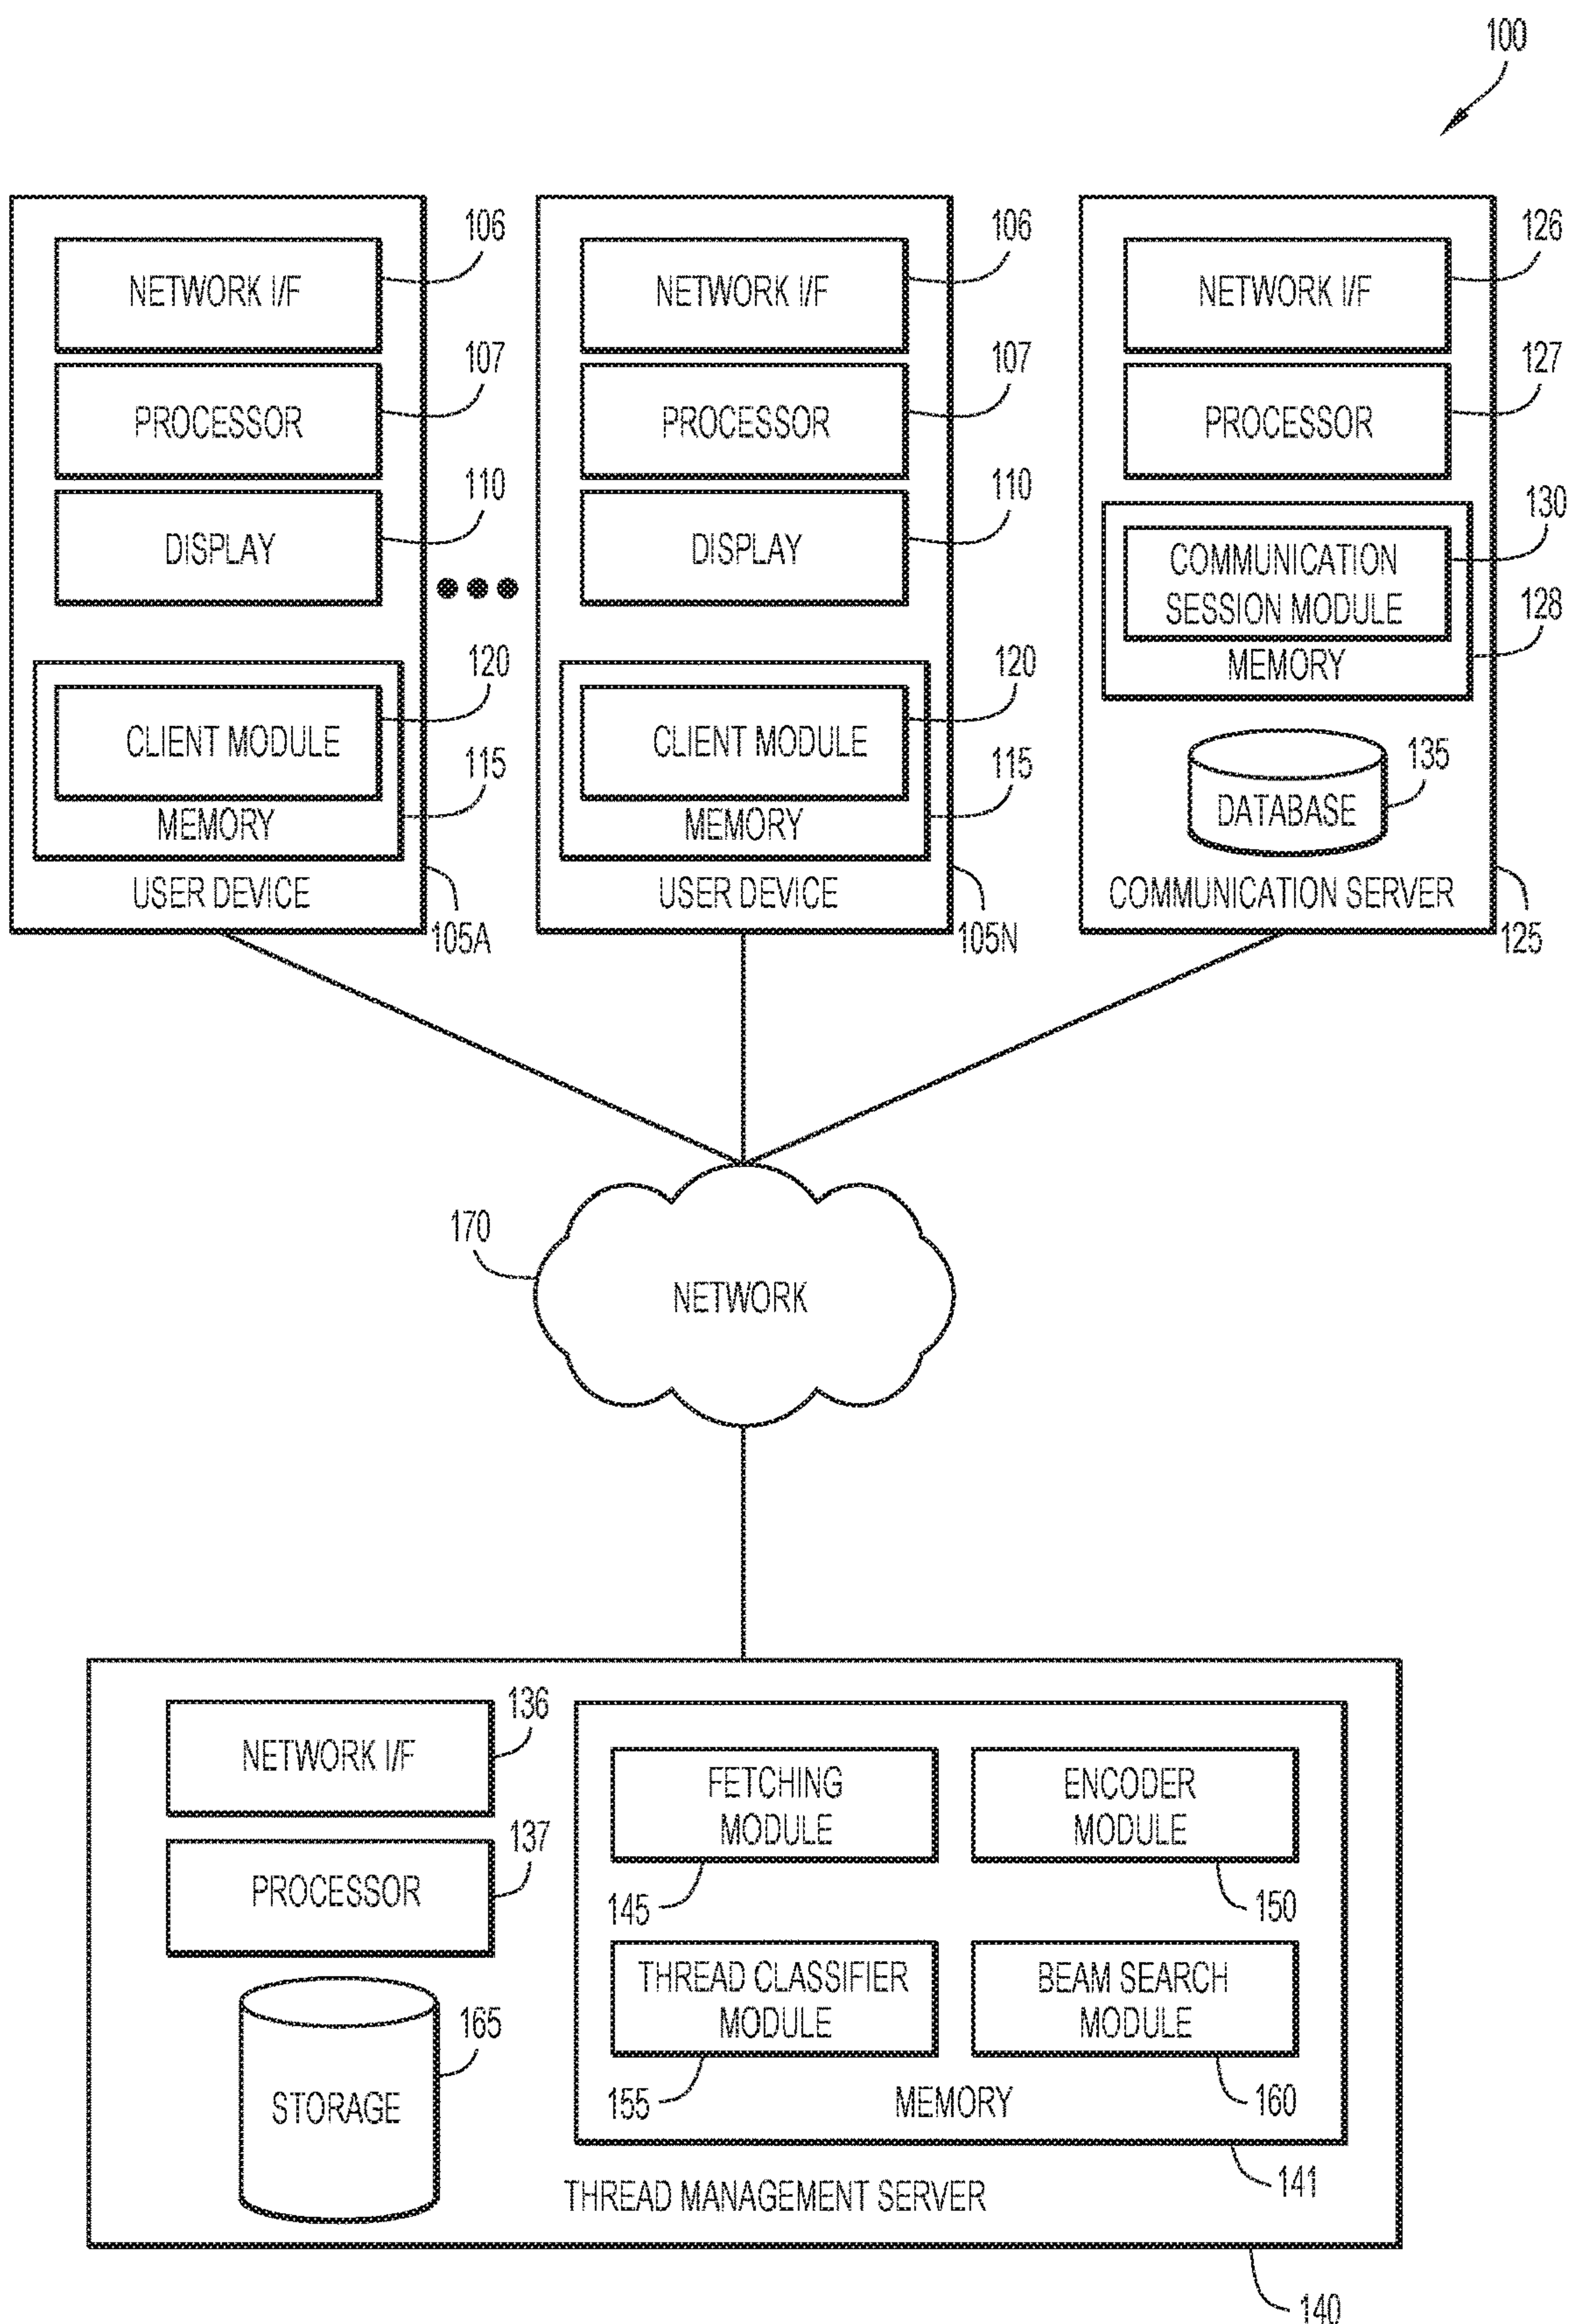 100
106
NETWORK I/F
107
PROCESSOR
110
DISPLAY
120
CLIENT MODULE
115
MEMORY
USER DEVICE
105A
106
NETWORK I/F
107
PROCESSOR
110
DISPLAY
120
CLIENT MODULE
115
MEMORY
USER DEVICE
105N
126
NETWORK I/F
127
PROCESSOR
130
COMMUNICATION
SESSION MODULE
128
MEMORY
135
DATABASE
COMMUNICATION SERVER
125
170
NETWORK
136
NETWORK I/F
137
PROCESSOR
165
STORAGE
FETCHING
MODULE
145
ENCODER
MODULE
150
THREAD CLASSIFIER
MODULE
155
BEAM SEARCH
MODULE
160
MEMORY
141
THREAD MANAGEMENT SERVER
140